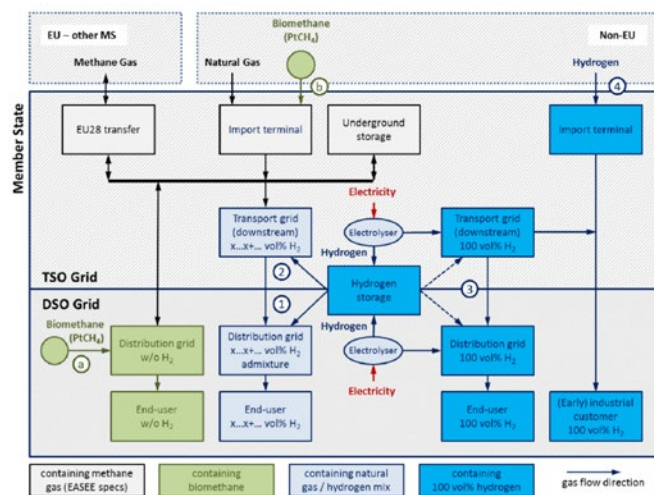 EU – other MS
Methane Gas
Natural Gas
Biomethane
(PtCH₄)
b
Non-EU
Hydrogen
4
Member State
EU28 transfer
Import terminal
Underground
storage
Import terminal
Electricity
Transport grid
(downstream)
x...x+... vol% H₂
Electrolyser
Hydrogen
Transport grid
(downstream)
100 vol% H₂
TSO Grid
2
Hydrogen
storage
3
DSO Grid
1
Biomethane
(PtCH₄)
a
Distribution grid
w/o H₂
Distribution grid
x...x+... vol% H₂
admixture
Hydrogen
Electrolyser
Electricity
Distribution grid
100 vol% H₂
End-user
w/o H₂
End-user
x...x+... vol% H₂
End-user
100 vol% H₂
(Early) industrial
customer
100 vol% H₂
containing methane
gas (EASEE specs)
containing
biomethane
containing natural
gas / hydrogen mix
containing
100 vol% hydrogen
gas flow direction